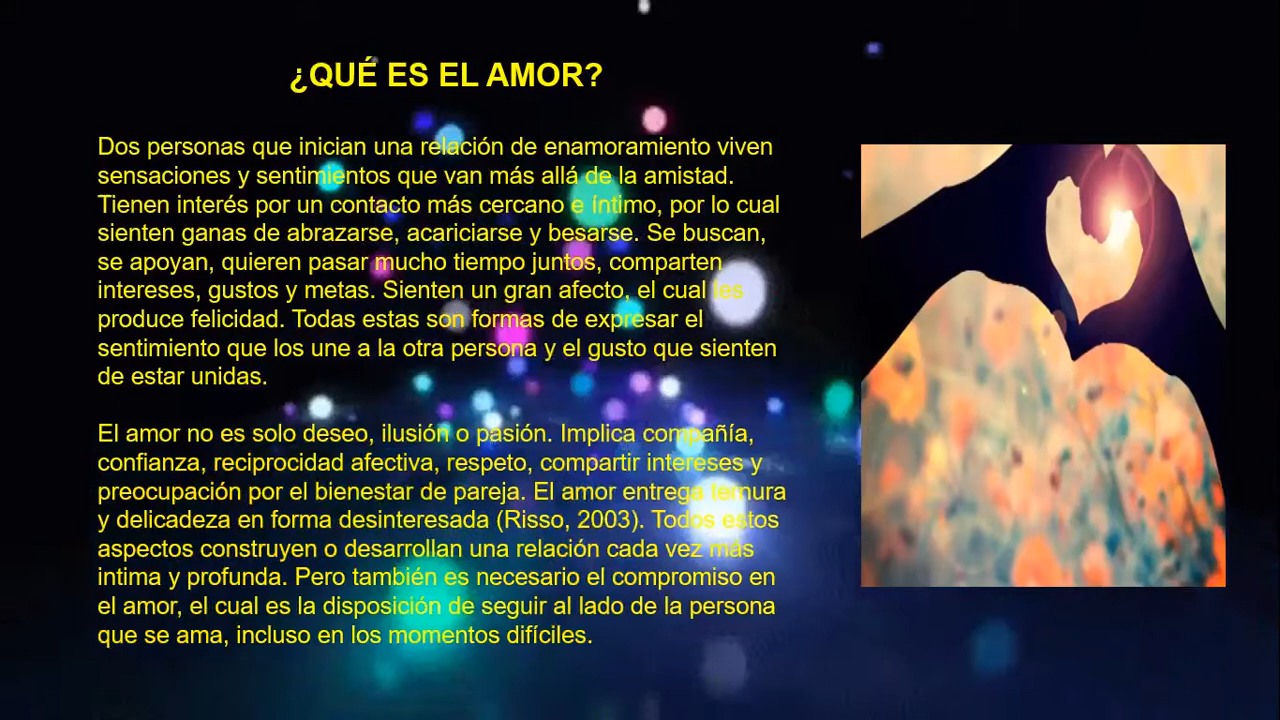 ¿QUÉ ES EL AMOR?
Dos personas que inician una relación de enamoramiento viven
sensaciones y sentimientos que van más allá de la amistad.
Tienen interés por un contacto más cercano e íntimo, por lo cual
sienten ganas de abrazarse, acariciarse y besarse. Se buscan,
se apoyan, quieren pasar mucho tiempo juntos, comparten
intereses, gustos y metas. Sienten un gran afecto, el cual les
produce felicidad. Todas estas son formas de expresar el
sentimiento que los une a la otra persona y el gusto que sienten
de estar unidas.
El amor no es solo deseo, ilusión o pasión. Implica compañía,
confianza, reciprocidad afectiva, respeto, compartir intereses y
preocupación por el bienestar de pareja. El amor entrega ternura
y delicadeza en forma desinteresada (Risso, 2003). Todos estos
aspectos construyen o desarrollan una relación cada vez más
intima y profunda. Pero también es necesario el compromiso en
el amor, el cual es la disposición de seguir al lado de la persona
que se ama, incluso en los momentos difíciles.